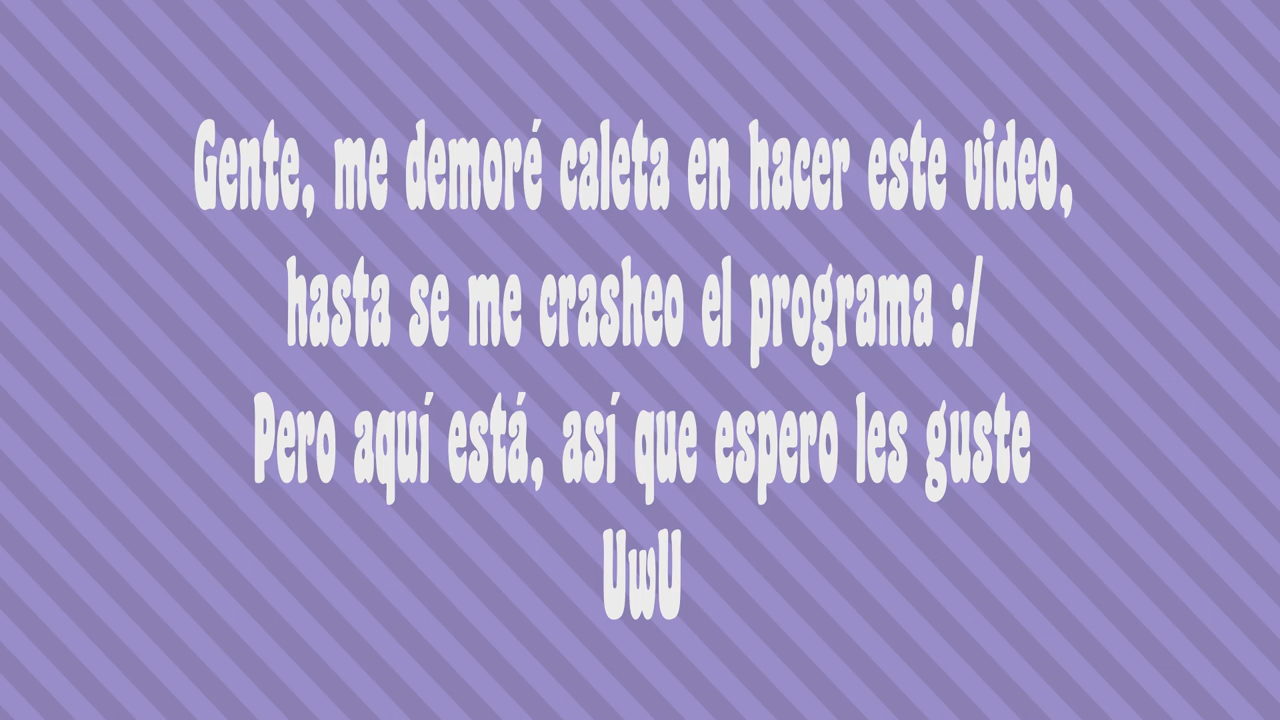 Gente, me demoré caleta en hacer este video,
hasta se me crasheo el programa :/
Pero aquí está, así que espero les guste
UwU